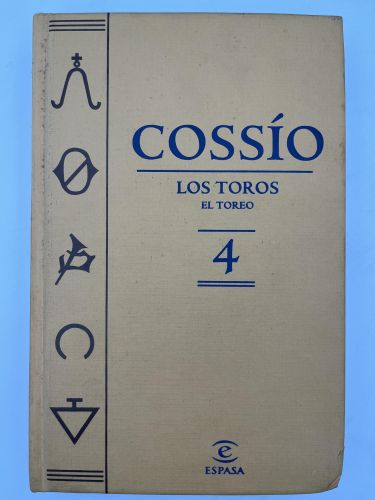 COSSÍO
LOS TOROS
EL TOREO
4
ESPASA